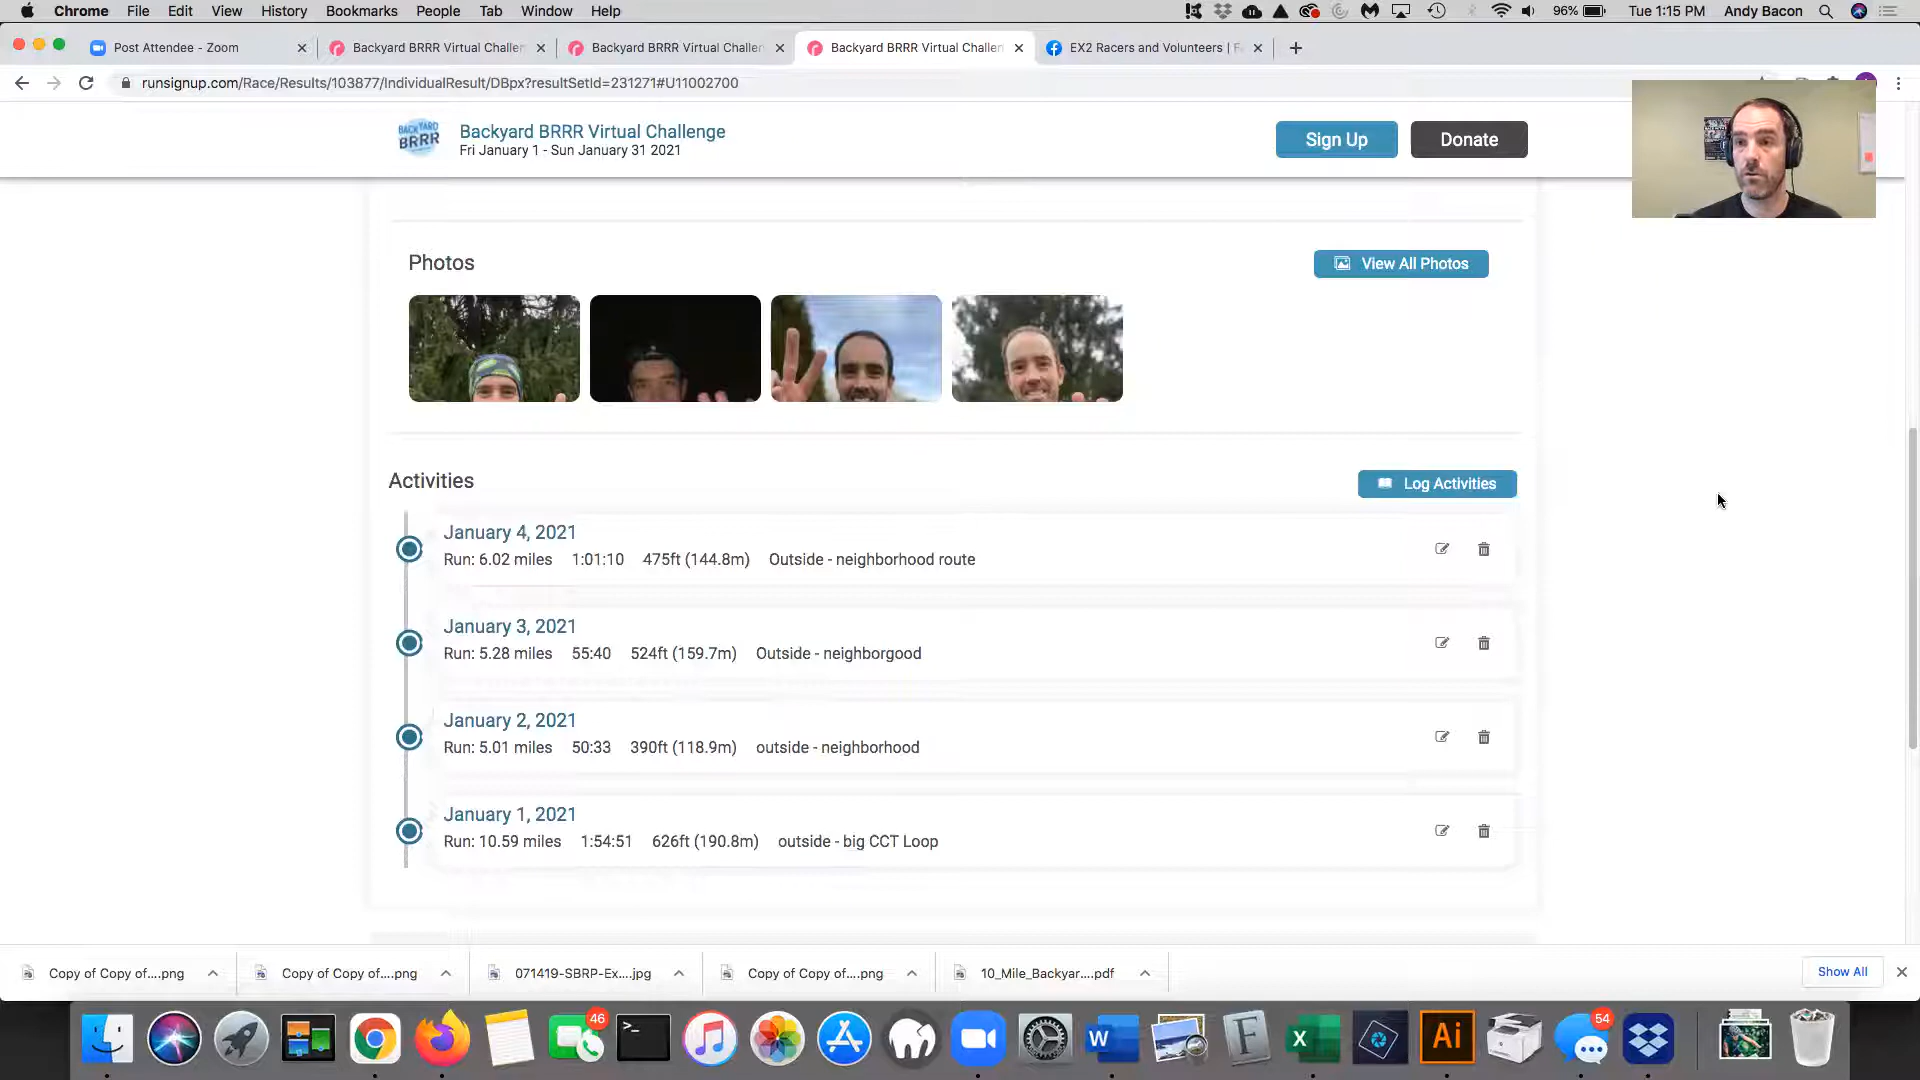 Chrome File Edit View History Bookmarks People Tab Window Help 96% Tue 1:15 PM Andy Bacon
Post Attendee - Zoom Backyard BRRR Virtual Challen Backyard BRRR Virtual Challen Backyard BRRR Virtual Challen EX2 Racers and Volunteers | F
runsignup.com/Race/Results/103877/IndividualResult/DBpx?resultSetId=231271#U11002700
BACKYARD BRRR
Backyard BRRR Virtual Challenge
Fri January 1 - Sun January 31 2021
Sign Up Donate
Photos View All Photos
Activities Log Activities
January 4, 2021
Run: 6.02 miles 1:01:10 475ft (144.8m) Outside - neighborhood route
January 3, 2021
Run: 5.28 miles 55:40 524ft (159.7m) Outside - neighborgood
January 2, 2021
Run: 5.01 miles 50:33 390ft (118.9m) outside - neighborhood
January 1, 2021
Run: 10.59 miles 1:54:51 626ft (190.8m) outside - big CCT Loop
Copy of Copy of....png Copy of Copy of....png 071419-SBRP-Ex....jpg Copy of Copy of....png 10_Mile_Backyar....pdf Show All
46 >_ W F X Ai 54